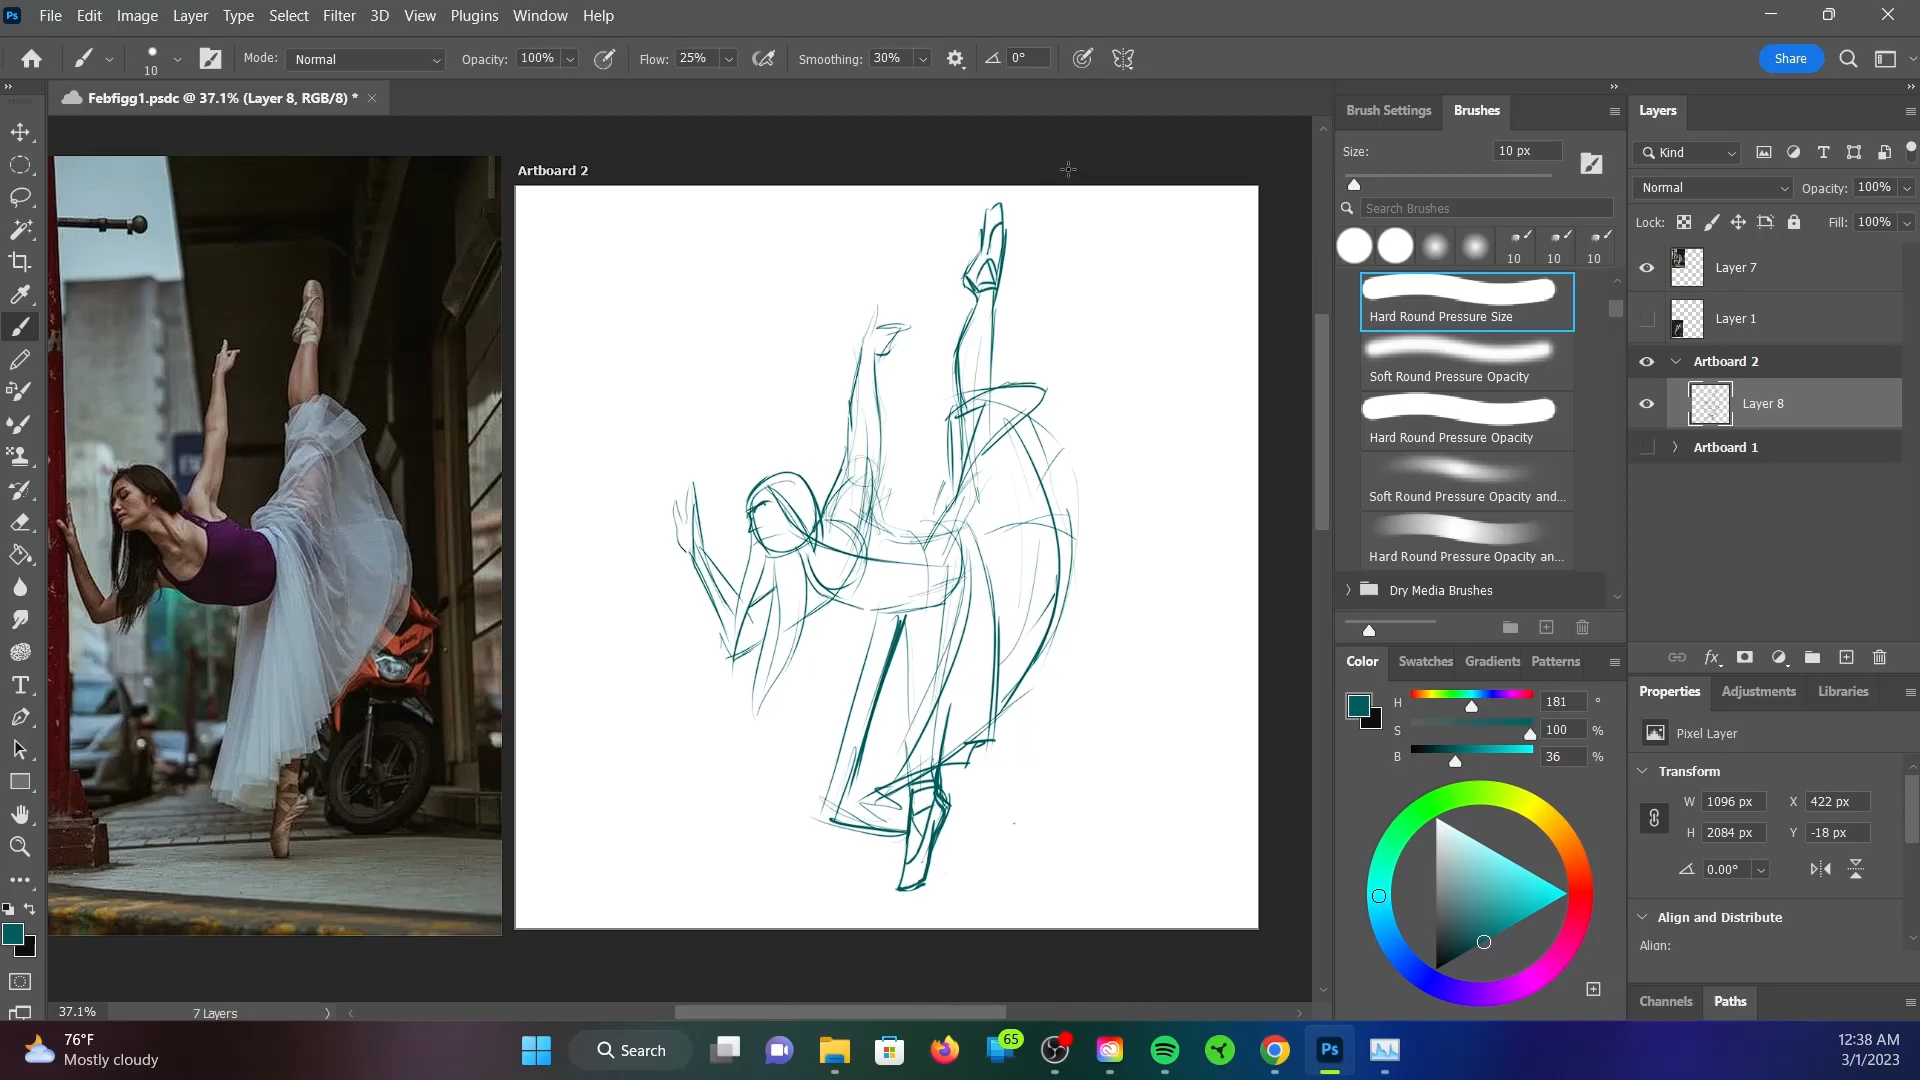 Ps File Edit Image Layer Type Select Filter 3D View Plugins Window Help
10 Mode: Normal Opacity: 100% Flow: 25% Smoothing: 30% 0° Share
Febfigg1.psdc @ 37.1% (Layer 8, RGB/8) *
Artboard 2
Brush Settings Brushes
Size: 10 px
Search Brushes
10 10 10
Hard Round Pressure Size
Soft Round Pressure Opacity
Hard Round Pressure Opacity
Soft Round Pressure Opacity and...
Hard Round Pressure Opacity an...
Dry Media Brushes
Color Swatches Gradients Patterns
H 181 °
S 100 %
B 36 %
Layers
Kind
Normal Opacity: 100%
Lock: Fill: 100%
Layer 7
Layer 1
Artboard 2
Layer 8
Artboard 1
fx
Properties Adjustments Libraries
Pixel Layer
Transform
W 1096 px X 422 px
H 2084 px Y -18 px
0.00°
Align and Distribute
Align:
Channels Paths
37.1% 7 Layers
76°F
Mostly cloudy
Search
65
Ps
12:38 AM
3/1/2023